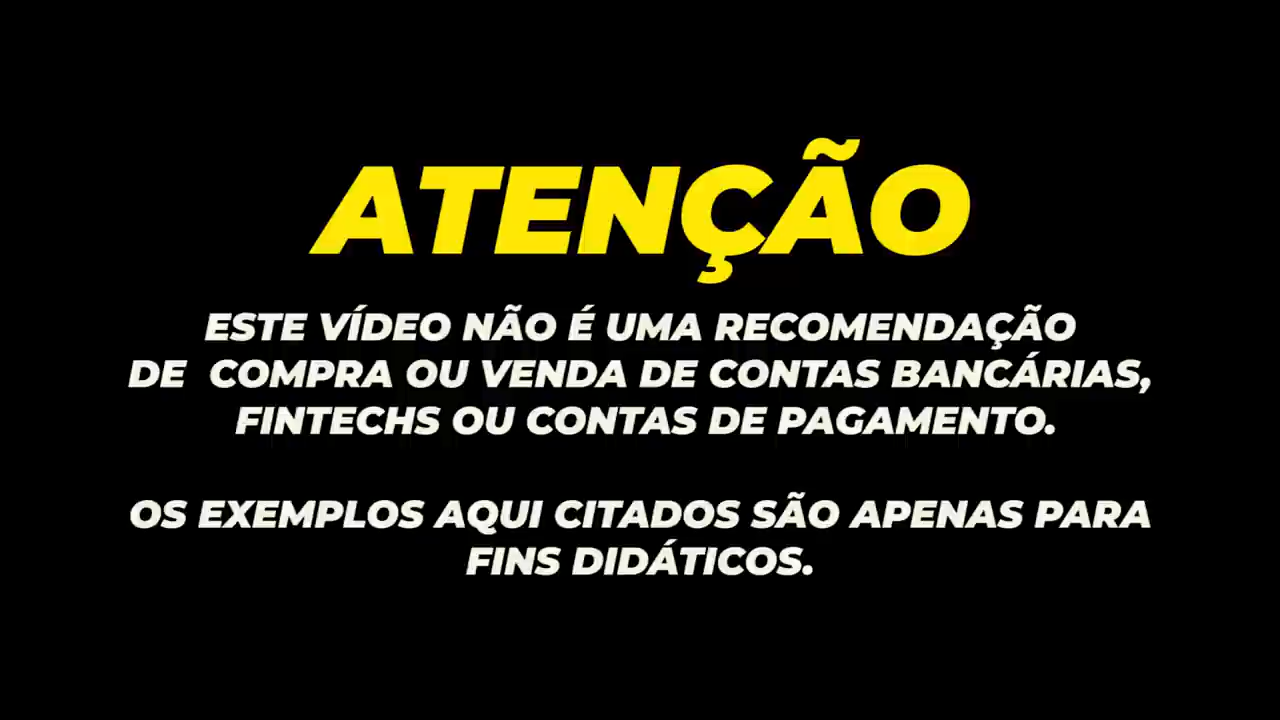 ATENÇÃO
ESTE VÍDEO NÃO É UMA RECOMENDAÇÃO
DE COMPRA OU VENDA DE CONTAS BANCÁRIAS,
FINTECHS OU CONTAS DE PAGAMENTO.
OS EXEMPLOS AQUI CITADOS SÃO APENAS PARA
FINS DIDÁTICOS.